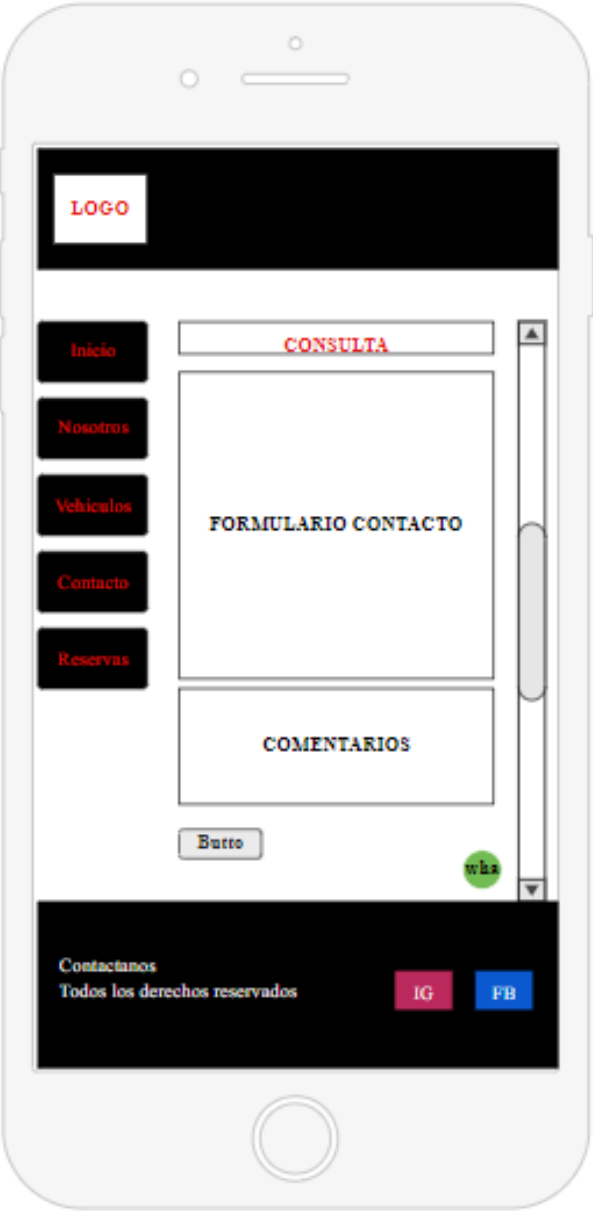 LOGO
Inicio
Nosotros
Vehiculos
Contacto
Reservas
CONSULTA
FORMULARIO CONTACTO
COMENTARIOS
Butto
wha
Contactanos
Todos los derechos reservados
IG
FB